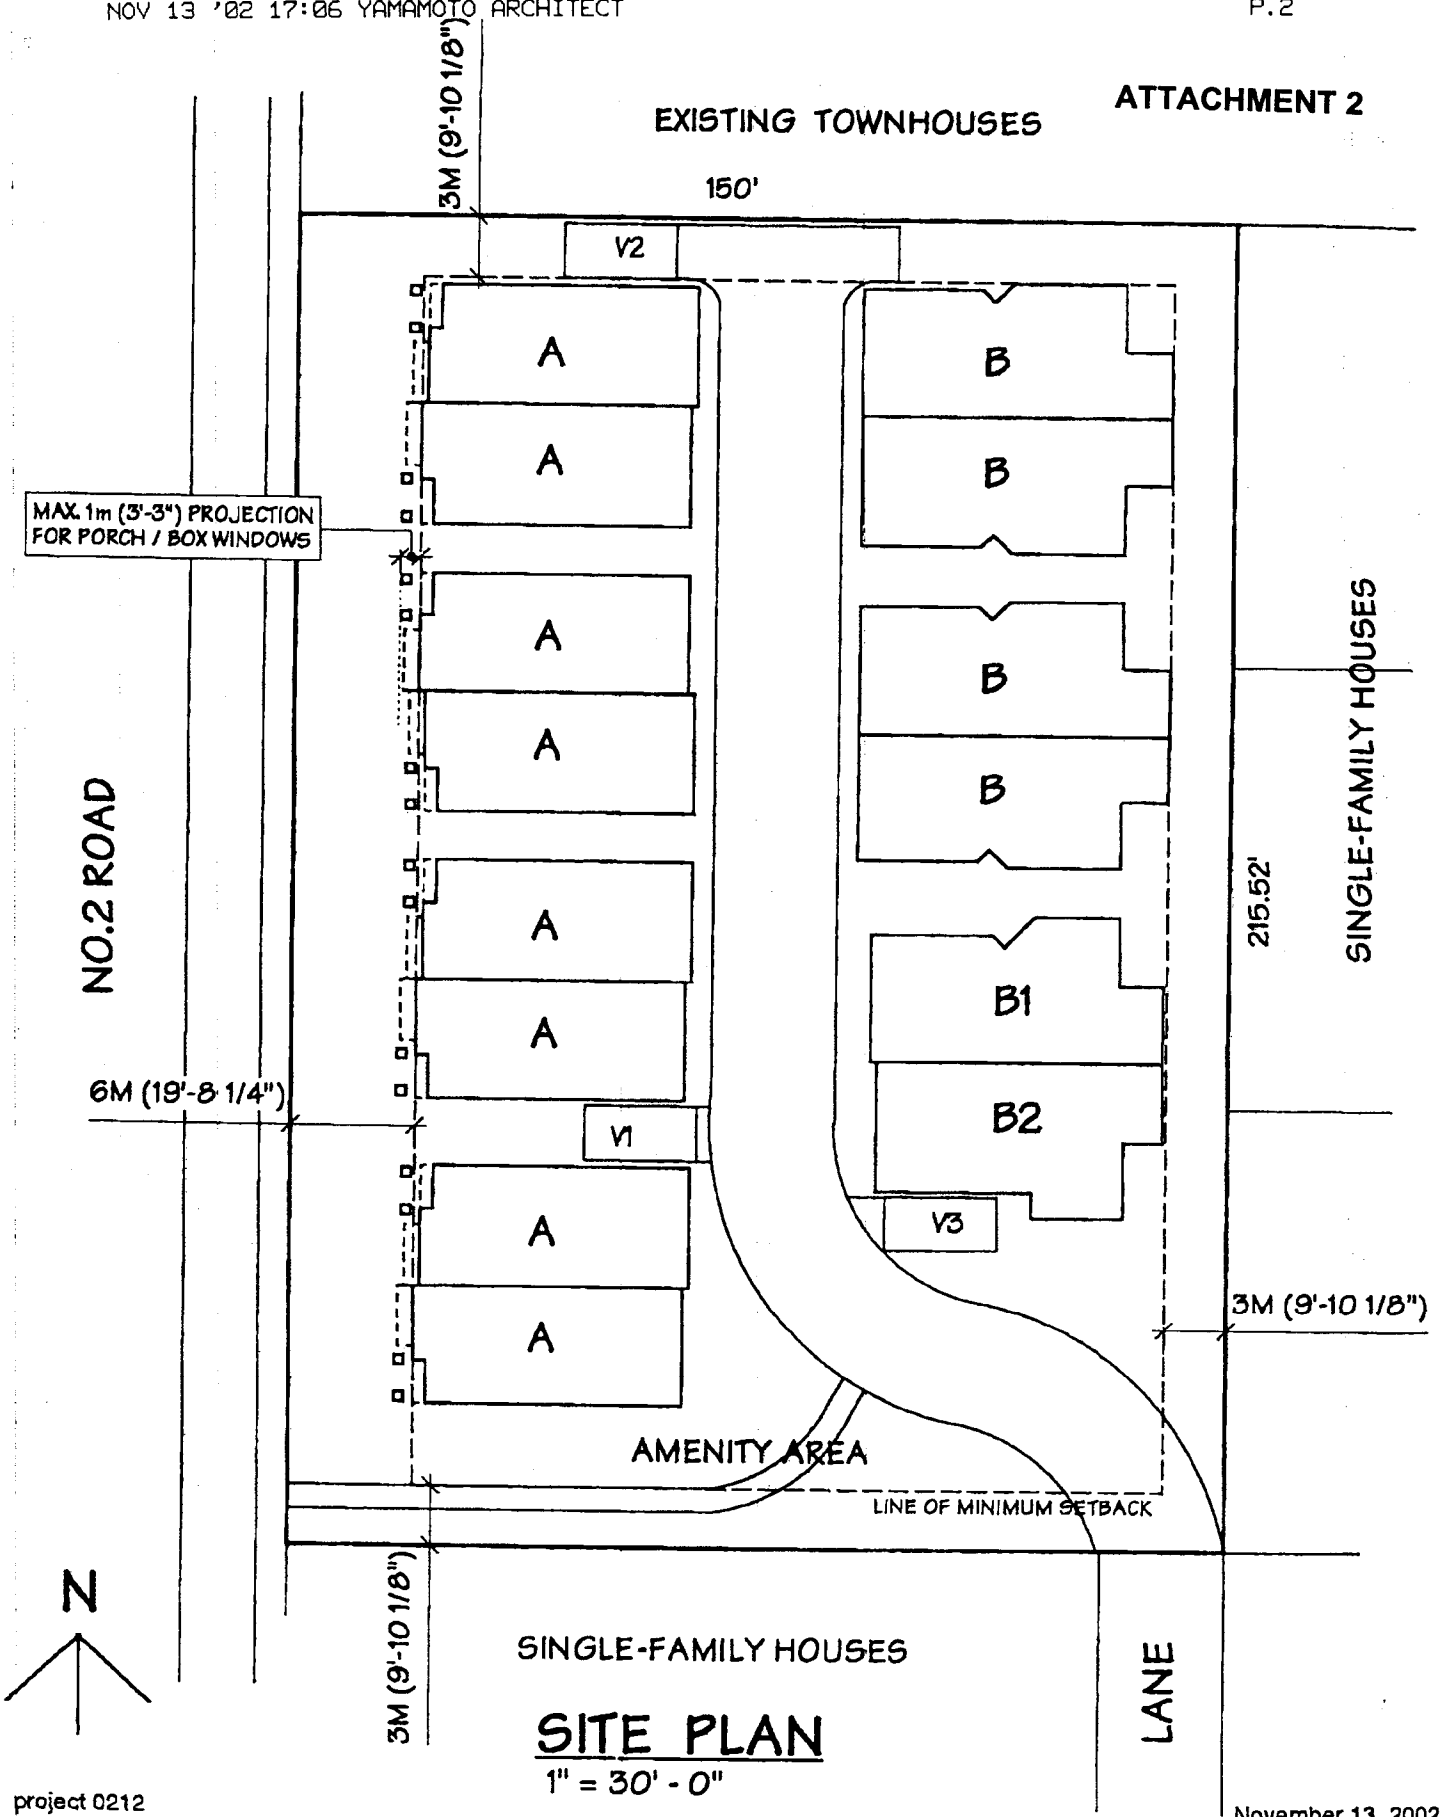 NOV 13 '02 17:06 YAMAMOTO ARCHITECT
P.2
ATTACHMENT 2
EXISTING TOWNHOUSES
3M (9'-10 1/8")
150'
V2
A
B
A
B
MAX. 1m (3'-3") PROJECTION
FOR PORCH / BOX WINDOWS
A
B
A
B
SINGLE-FAMILY HOUSES
NO.2 ROAD
215.52'
A
B1
A
B2
6M (19'-8 1/4")
V1
A
V3
3M (9'-10 1/8")
A
AMENITY AREA
LINE OF MINIMUM SETBACK
N
3M (9'-10 1/8")
SINGLE-FAMILY HOUSES
LANE
SITE PLAN
1" = 30' - 0"
project 0212
November 13, 2002